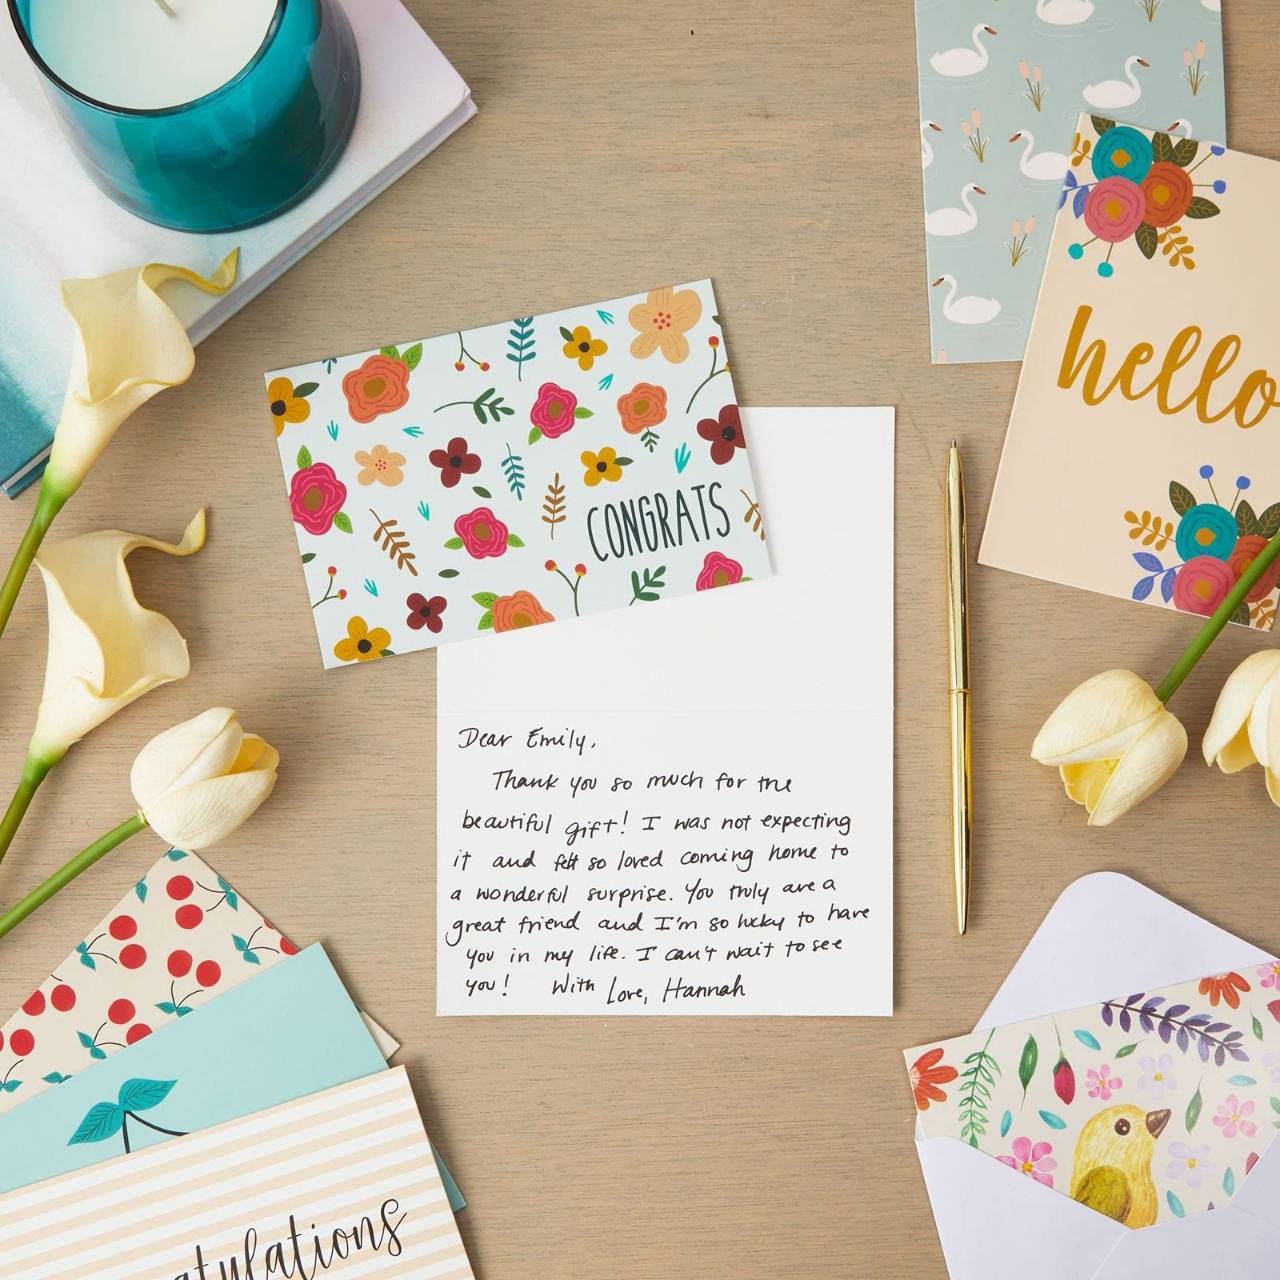 hello
CONGRATS
Dear Emily,
Thank you so much for the
beautiful gift! I was not expecting
it and felt so loved coming home to
a wonderful surprise. You truly are a
great friend and I'm so lucky to have
you in my life. I can't wait to see
you! With Love, Hannah
atulations